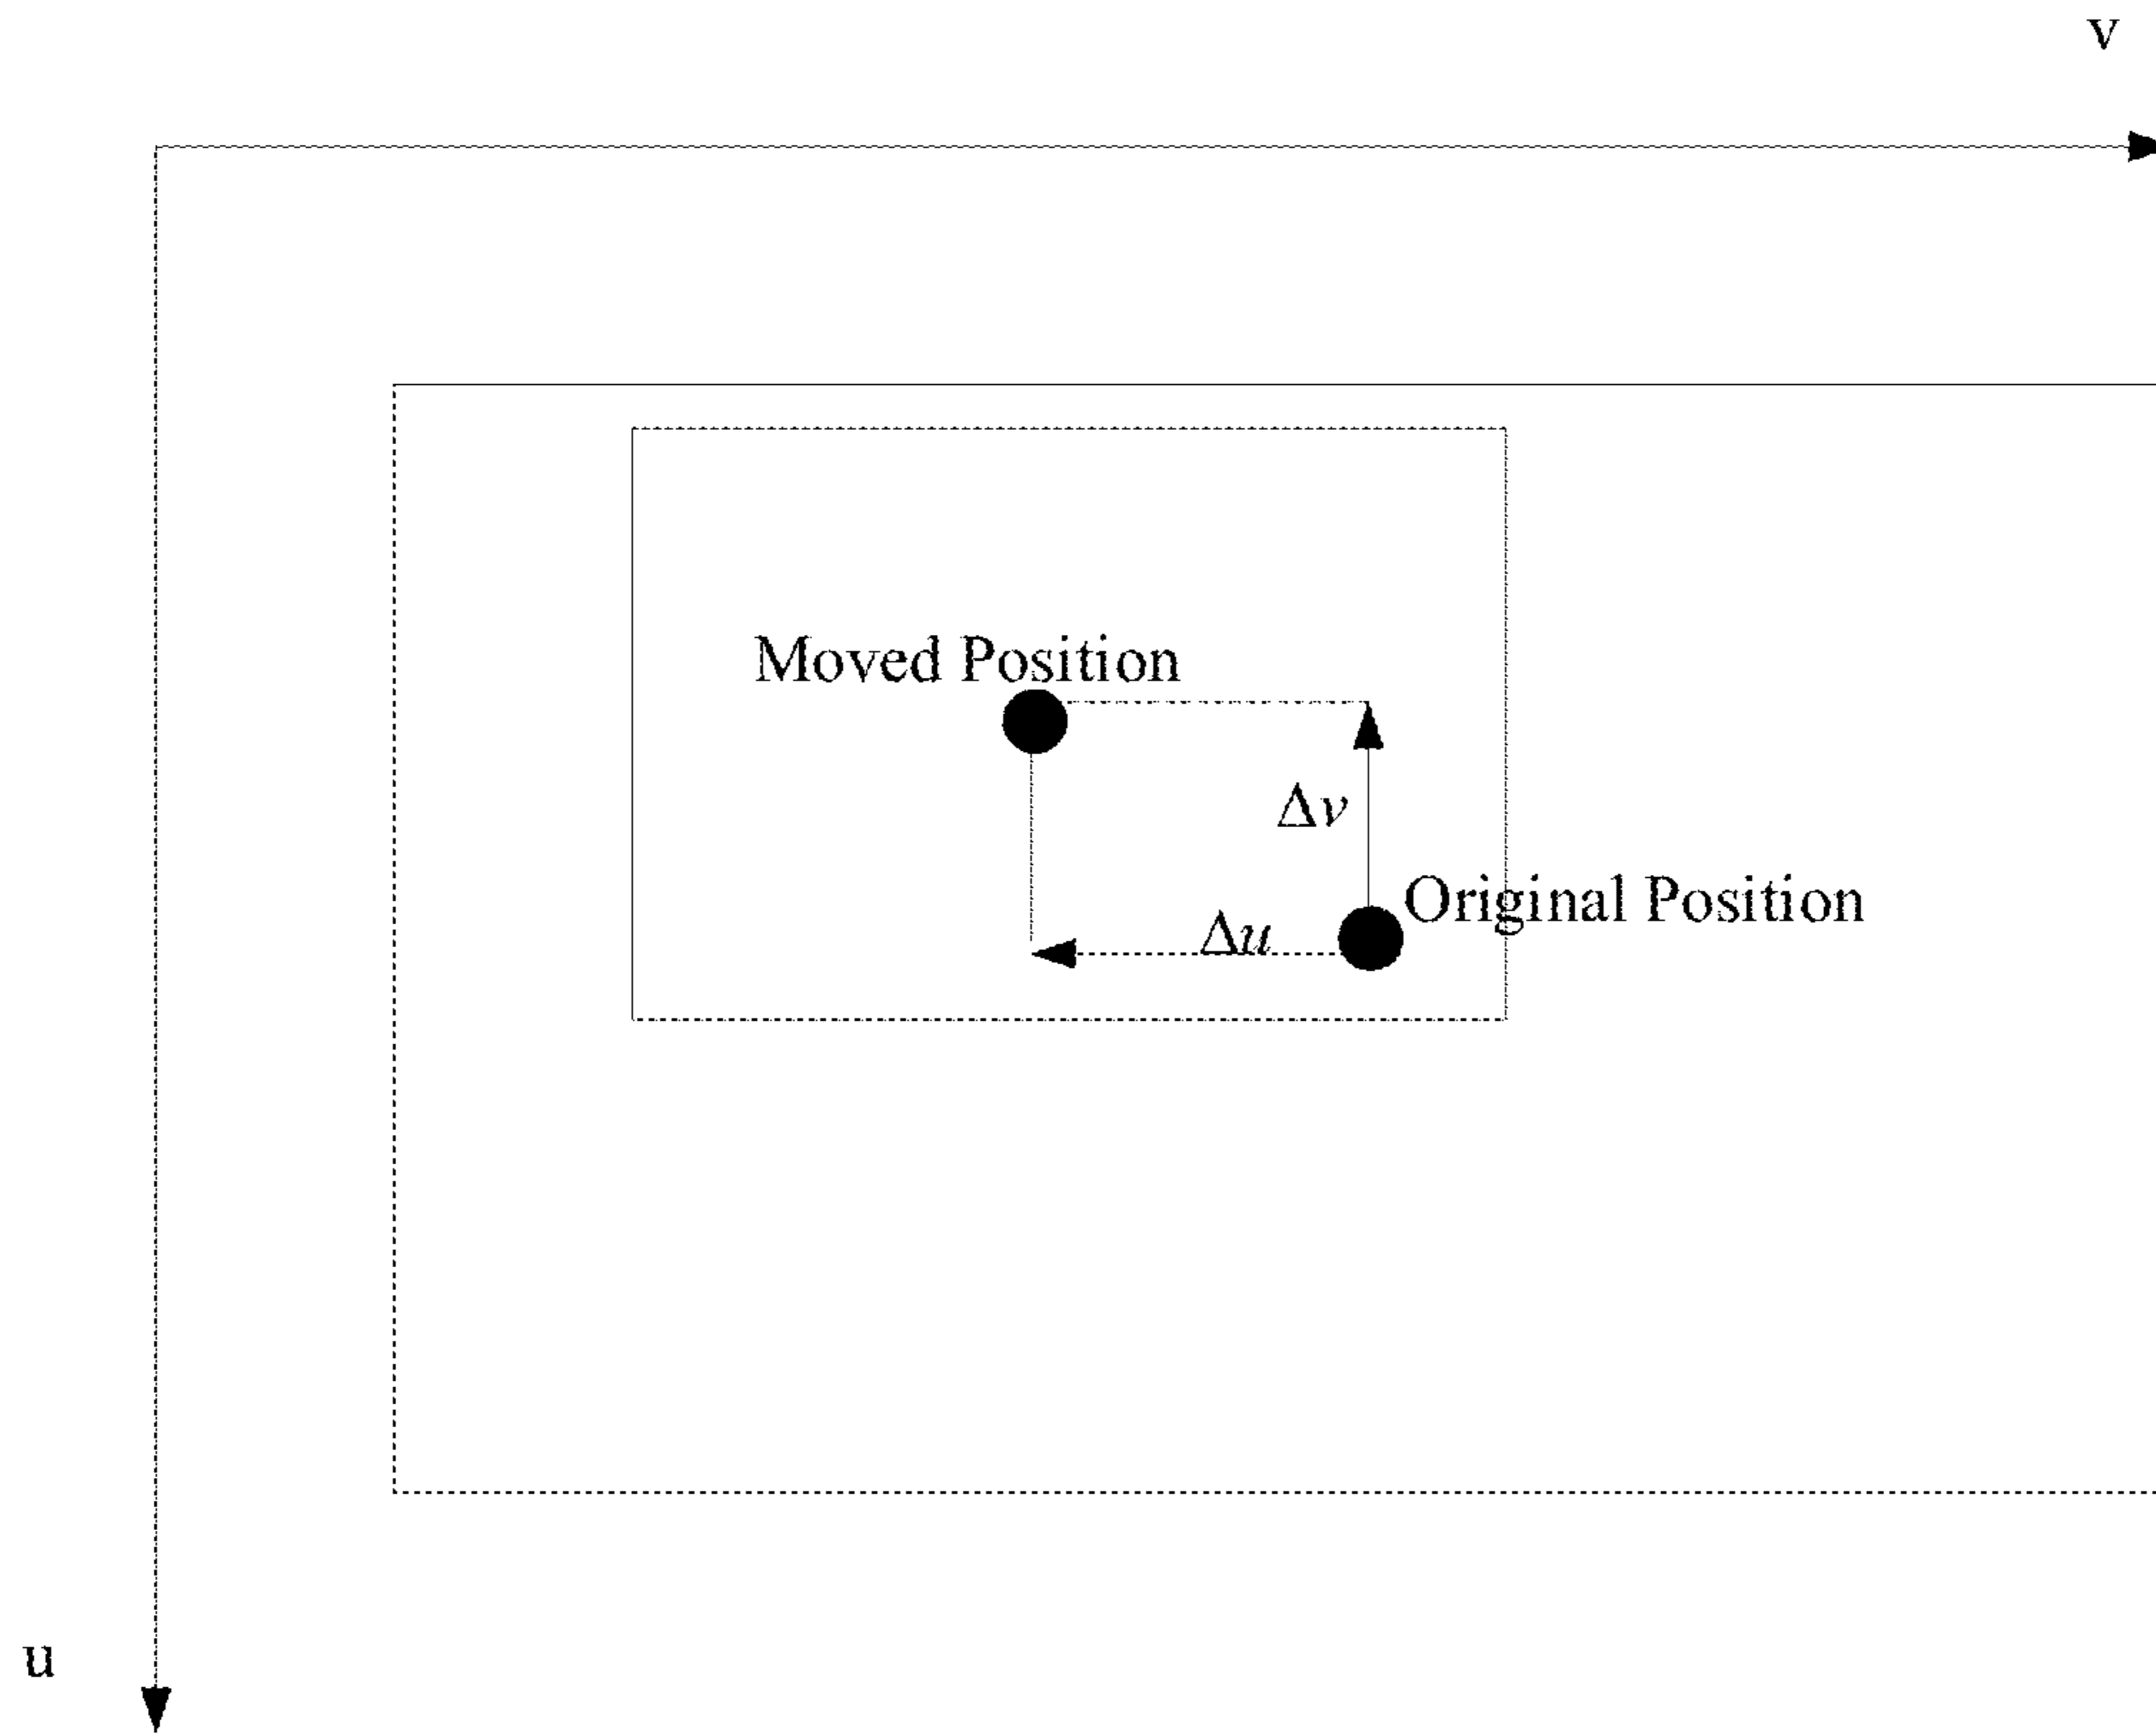 v
Moved Position
Δv
Original Position
Δu
u